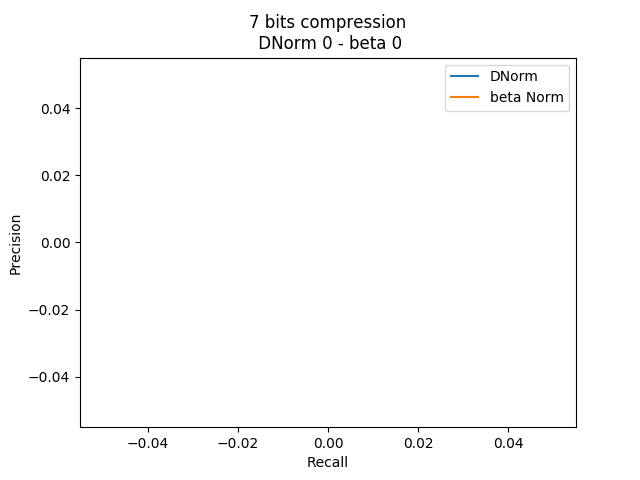 7 bits compression
DNorm 0 - beta 0
DNorm
beta Norm
0.04
0.02
0.00
−0.02
−0.04
Precision
−0.04 −0.02 0.00 0.02 0.04
Recall